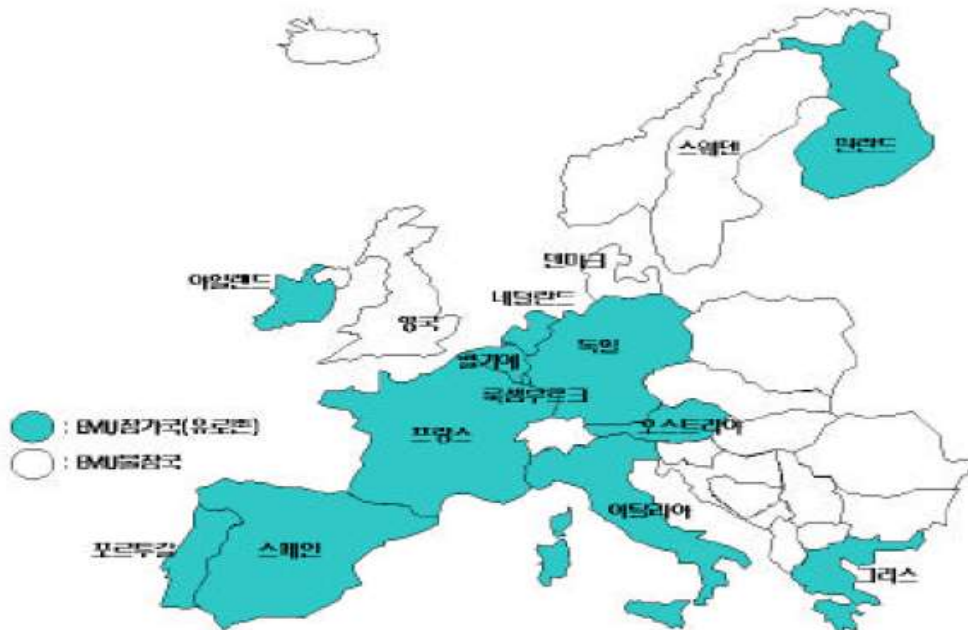 스웨덴
핀란드
덴마크
아일랜드
네덜란드
영국
독일
벨기에
룩셈부르크
: EMU참가국(유로존)
프랑스
오스트리아
: EMU불참국
이탈리아
포르투갈
스페인
그리스